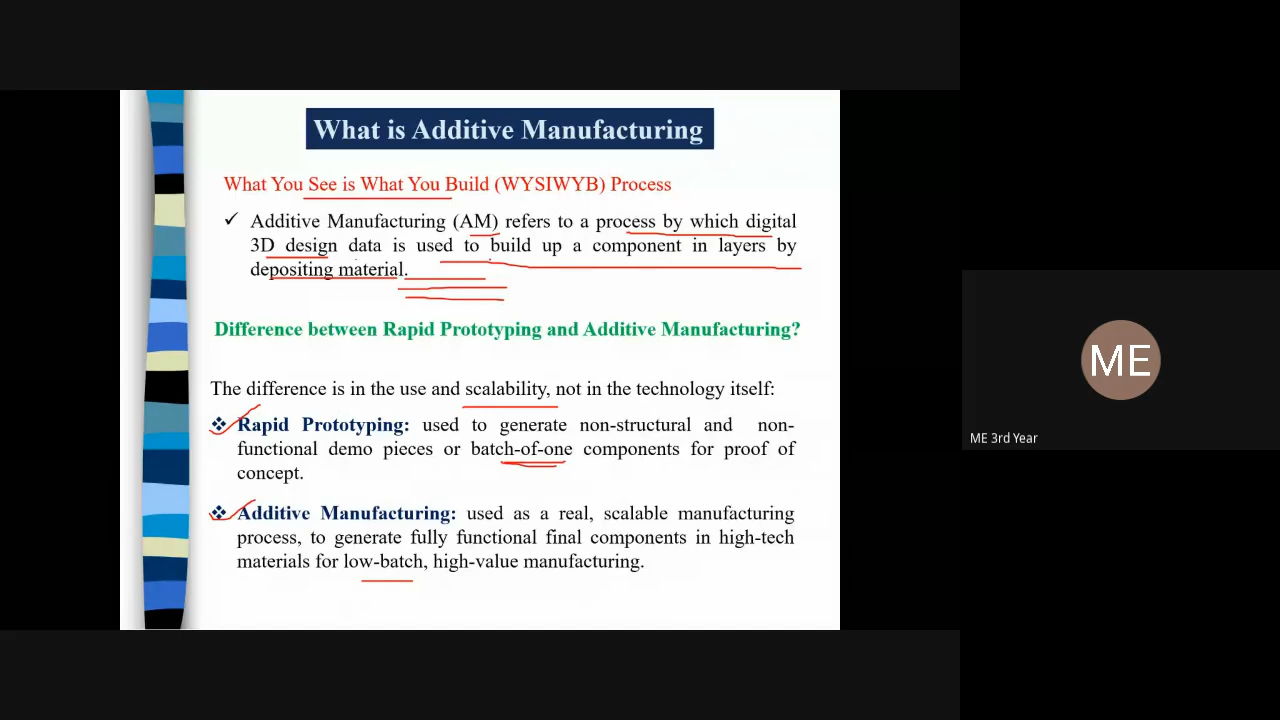 What is Additive Manufacturing
What You See is What You Build (WYSIWYB) Process
✓ Additive Manufacturing (AM) refers to a process by which digital
3D design data is used to build up a component in layers by
depositing material.
Difference between Rapid Prototyping and Additive Manufacturing?
The difference is in the use and scalability, not in the technology itself:
❖ Rapid Prototyping: used to generate non-structural and non-
functional demo pieces or batch-of-one components for proof of
concept.
❖ Additive Manufacturing: used as a real, scalable manufacturing
process, to generate fully functional final components in high-tech
materials for low-batch, high-value manufacturing.
ME
ME 3rd Year